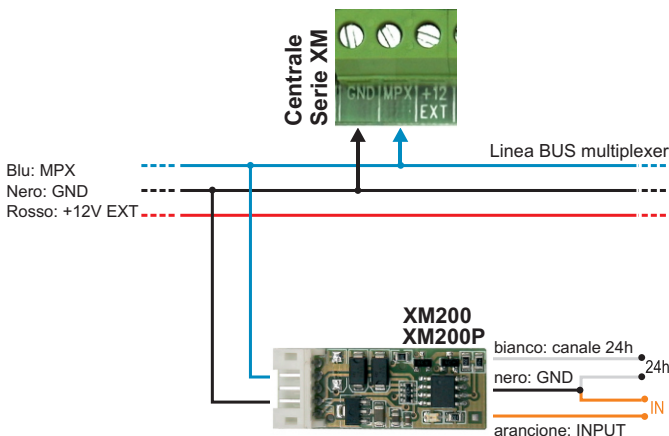 Centrale
Serie XM
GND MPX +12
EXT
Linea BUS multiplexer
Blu: MPX
Nero: GND
Rosso: +12V EXT
XM200
XM200P
bianco: canale 24h
24h
nero: GND
IN
arancione: INPUT